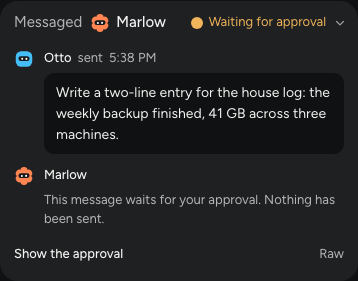 Messaged Marlow Waiting for approval
Otto sent 5:38 PM
Write a two-line entry for the house log: the
weekly backup finished, 41 GB across three
machines.
Marlow
This message waits for your approval. Nothing has
been sent.
Show the approval Raw